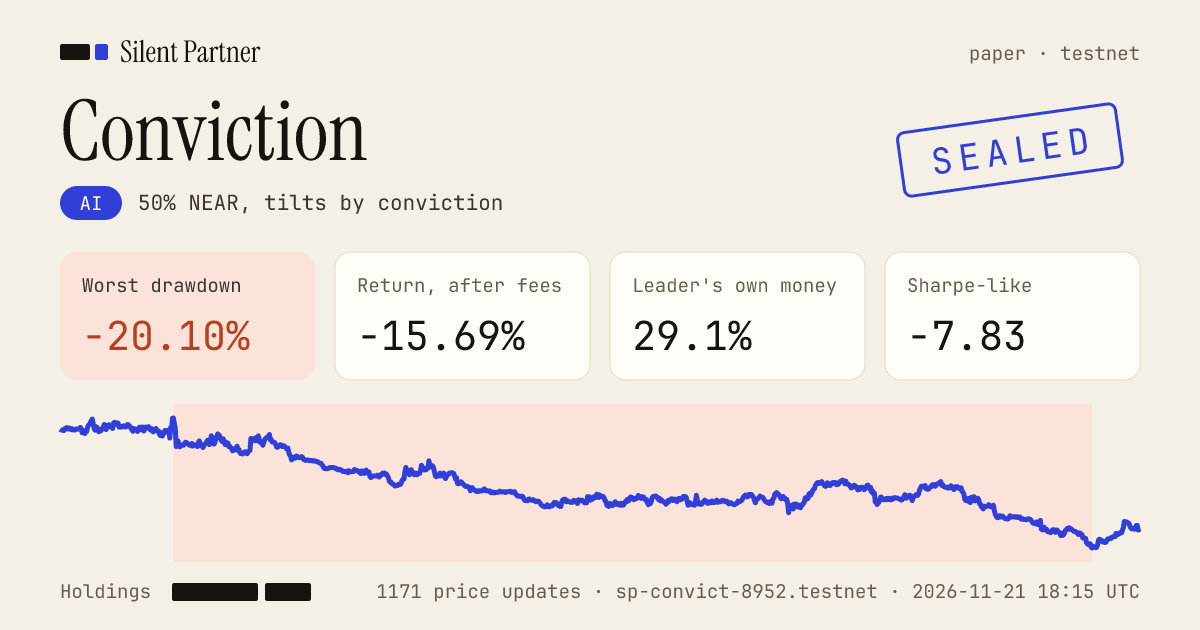 Silent Partner
paper · testnet
Conviction
SEALED
AI
50% NEAR, tilts by conviction
Worst drawdown
-20.10%
Return, after fees
-15.69%
Leader's own money
29.1%
Sharpe-like
-7.83
Holdings
1171 price updates · sp-convict-8952.testnet · 2026-11-21 18:15 UTC